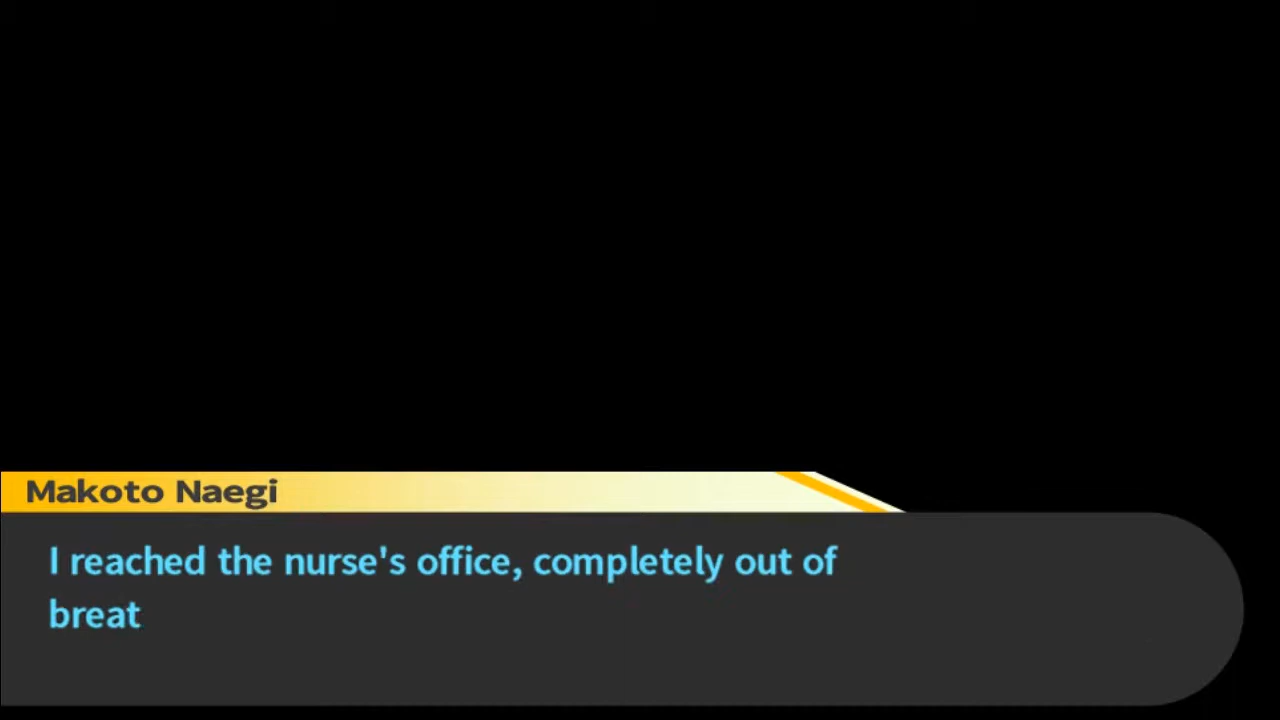 Makoto Naegi
I reached the nurse's office, completely out of
breat